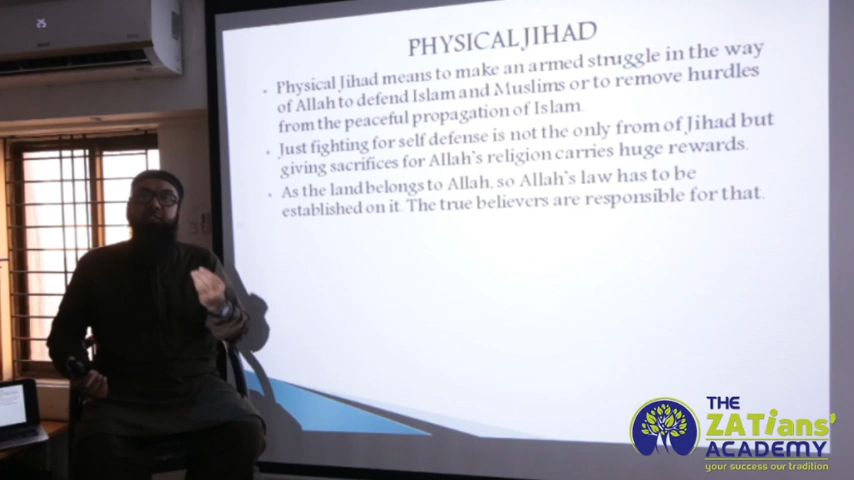 PHYSICAL JIHAD
Physical Jihad means to make an armed struggle in the way
of Allah to defend Islam and Muslims or to remove hurdles
from the peaceful propagation of Islam.
Just fighting for self defense is not the only from of Jihad but
giving sacrifices for Allah's religion carries huge rewards.
As the land belongs to Allah, so Allah's law has to be
established on it. The true believers are responsible for that.
THE
ZATians'
ACADEMY
your success our tradition